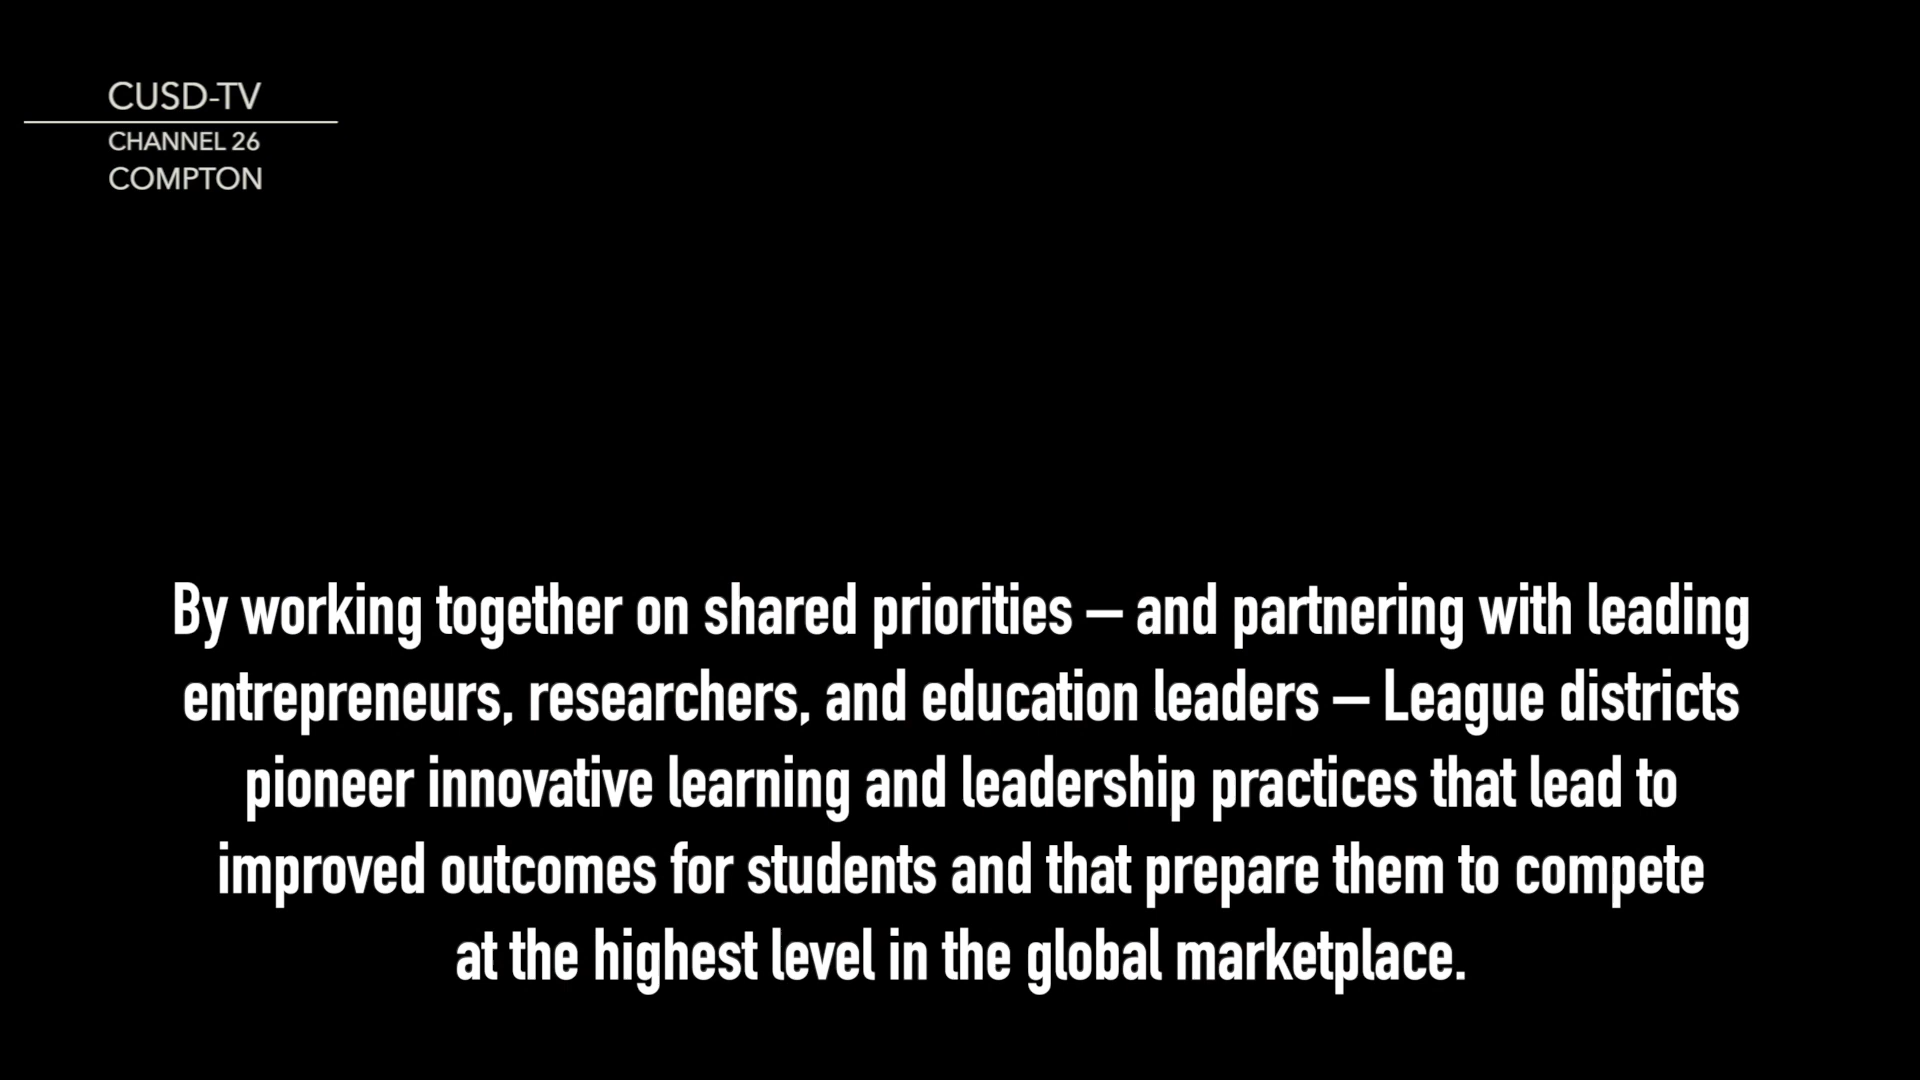 CUSD-TV
CHANNEL 26
COMPTON
By working together on shared priorities – and partnering with leading
entrepreneurs, researchers, and education leaders – League districts
pioneer innovative learning and leadership practices that lead to
improved outcomes for students and that prepare them to compete
at the highest level in the global marketplace.